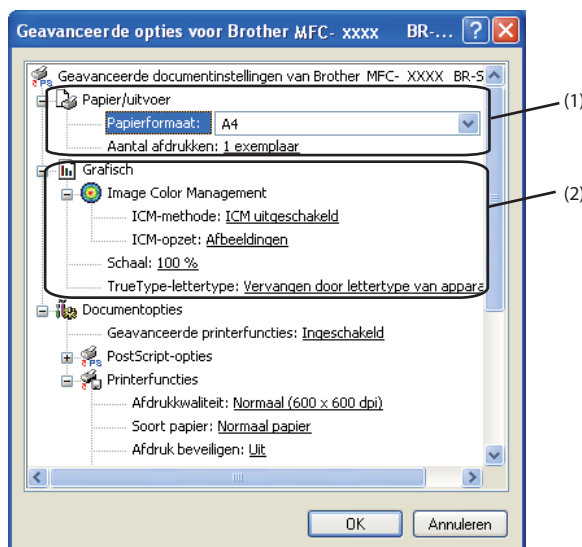 Geavanceerde opties voor Brother MFC- xxxx BR-...
Geavanceerde documentinstellingen van Brother MFC- XXXX BR-S
Papier/uitvoer
(1)
Papierformaat: A4
Aantal afdrukken: 1 exemplaar
Grafisch
(2)
Image Color Management
ICM-methode: ICM uitgeschakeld
ICM-opzet: Afbeeldingen
Schaal: 100 %
TrueType-lettertype: Vervangen door lettertype van appara
Documentopties
Geavanceerde printerfuncties: Ingeschakeld
PostScript-opties
Printerfuncties
Afdrukkwaliteit: Normaal (600 x 600 dpi)
Soort papier: Normaal papier
Afdruk beveiligen: Uit
OK Annuleren